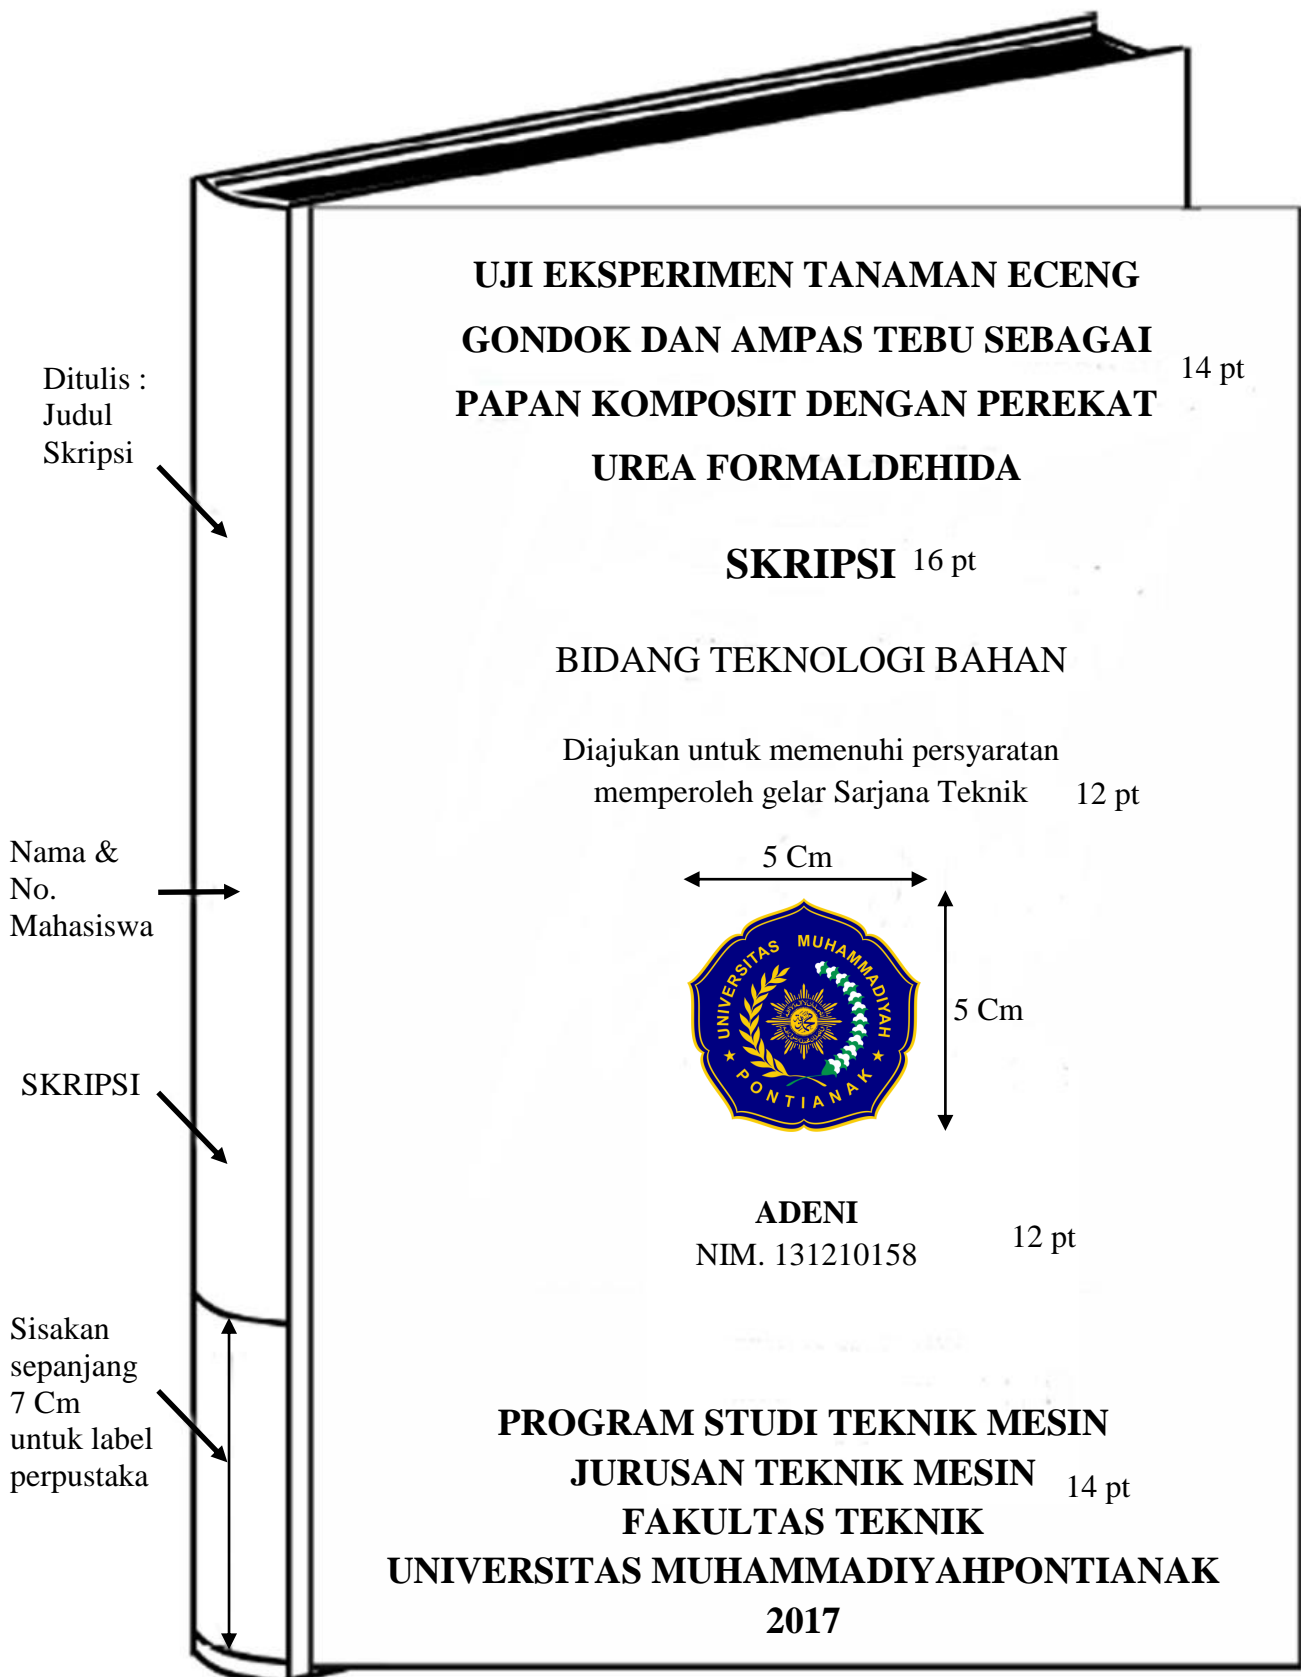 UJI EKSPERIMEN TANAMAN ECENG
GONDOK DAN AMPAS TEBU SEBAGAI
PAPAN KOMPOSIT DENGAN PEREKAT
UREA FORMALDEHIDA
14 pt
Ditulis :
Judul
Skripsi
SKRIPSI 16 pt
BIDANG TEKNOLOGI BAHAN
Diajukan untuk memenuhi persyaratan
memperoleh gelar Sarjana Teknik
12 pt
Nama &
No.
Mahasiswa
5 Cm
UNIVERSITAS MUHAMMADIYAH
PONTIANAK
5 Cm
SKRIPSI
ADENI
NIM. 131210158
12 pt
Sisakan
sepanjang
7 Cm
untuk label
perpustaka
PROGRAM STUDI TEKNIK MESIN
JURUSAN TEKNIK MESIN
14 pt
FAKULTAS TEKNIK
UNIVERSITAS MUHAMMADIYAHPONTIANAK
2017